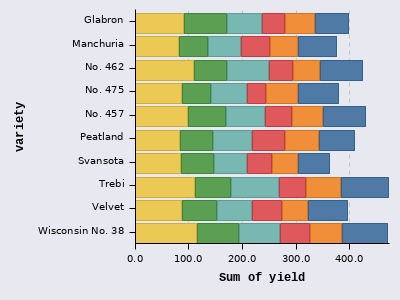 Glabron
Manchuria
No. 462
No. 475
No. 457
Peatland
Svansota
Trebi
Velvet
Wisconsin No. 38
variety
0.0 100.0 200.0 300.0 400.0
Sum of yield